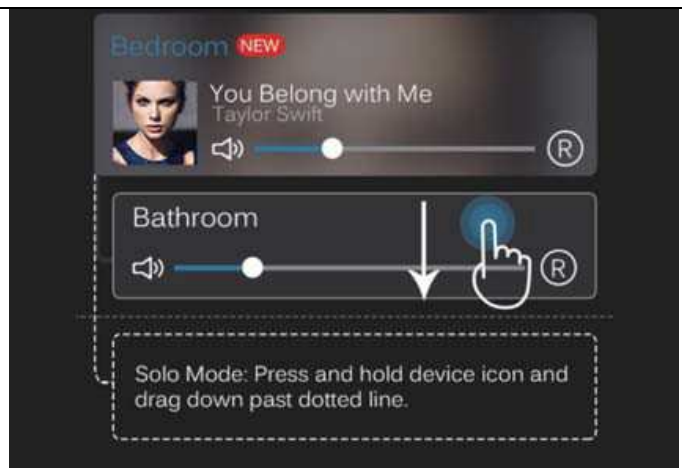 Bedroom NEW
You Belong with Me
Taylor Swift
R
Bathroom
R
Solo Mode: Press and hold device icon and
drag down past dotted line.